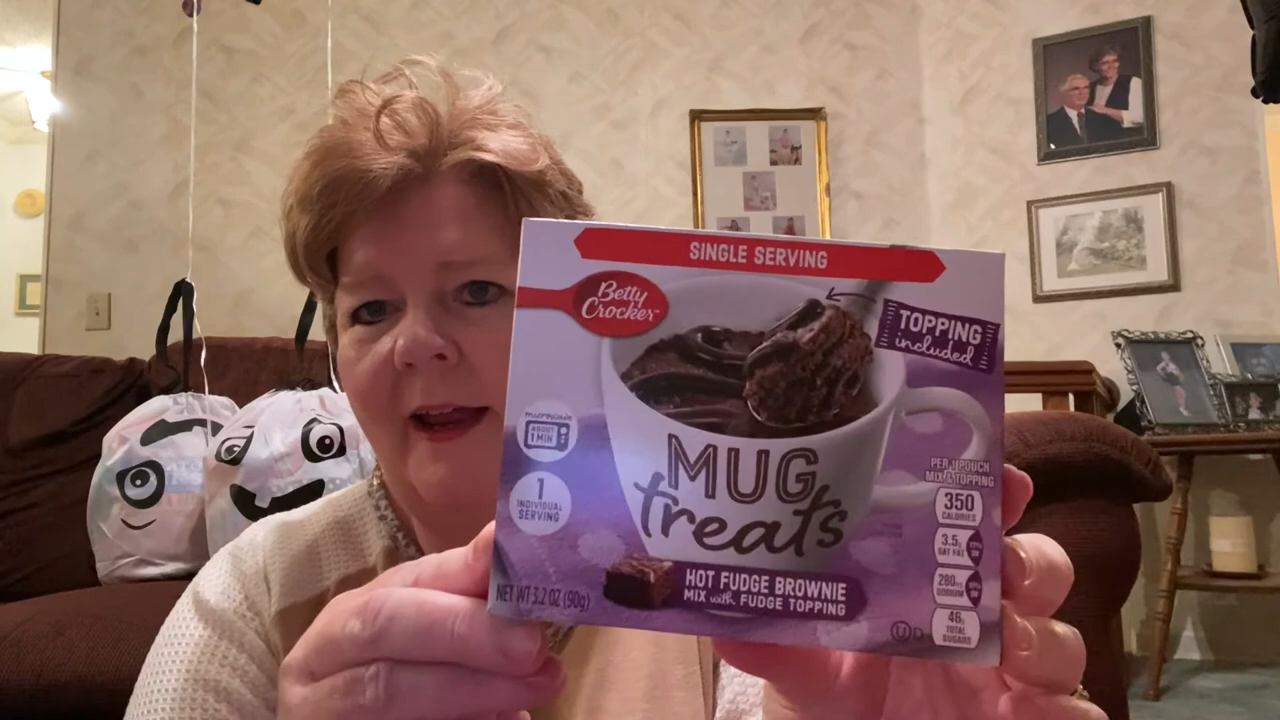 SINGLE SERVING
Betty
Crocker™
TOPPING
included
microwave
ABOUT
1 MIN
1
INDIVIDUAL
SERVING
MUG
treats
PER 1 POUCH
MIX & TOPPING
350
CALORIES
3.5g
SAT FAT
280mg
SODIUM
48g
TOTAL
SUGARS
HOT FUDGE BROWNIE
MIX with FUDGE TOPPING
NET WT 3.2 OZ (90g)
U D